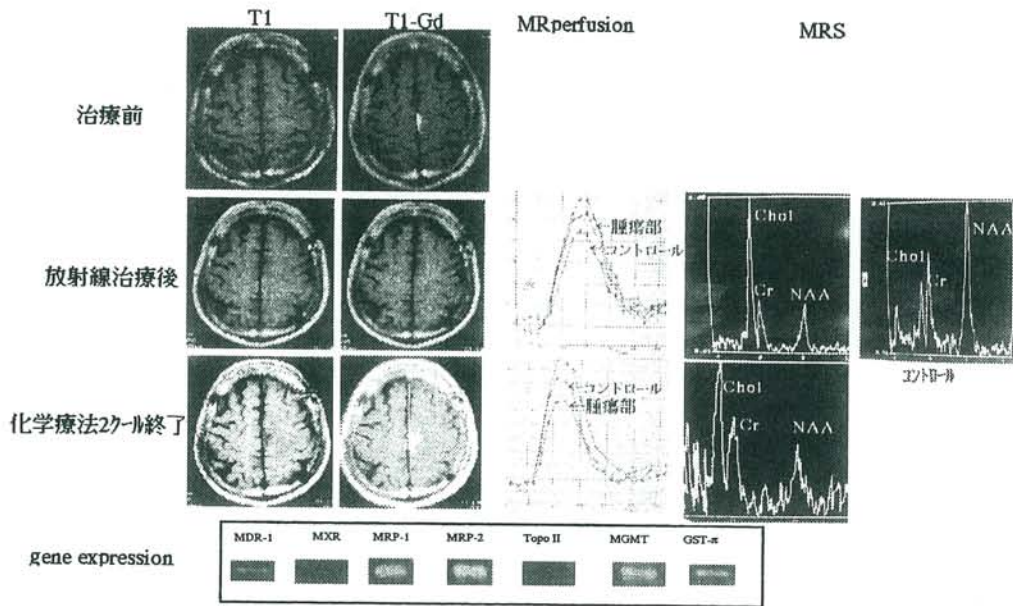 T1 T1-Gd MRperfusion MRS
治療前
放射線治療後
腫瘍部
コントロール
Chol
Cr
NAA
Chol
Cr
NAA
コントロール
化学療法2クール終了
コントロール
腫瘍部
Chol
Cr
NAA
gene expression
MDR-1 MXR MRP-1 MRP-2 Topo II MGMT GST-π